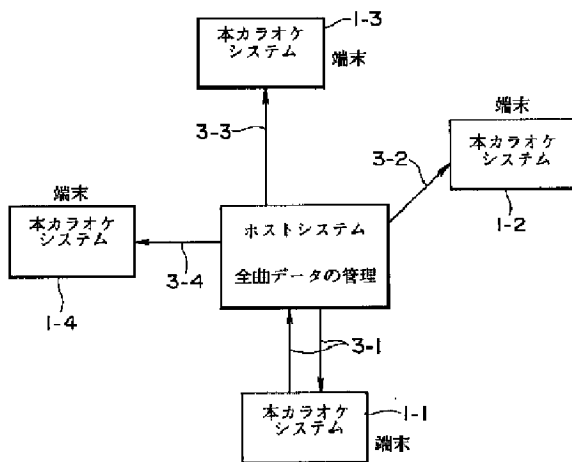 1-3
本カラオケ
システム
端末
3-3
端末
本カラオケ
システム
3-2
1-2
端末
本カラオケ
システム
3-4
1-4
ホストシステム
全曲データの管理
3-1
本カラオケ
システム
1-1
端末